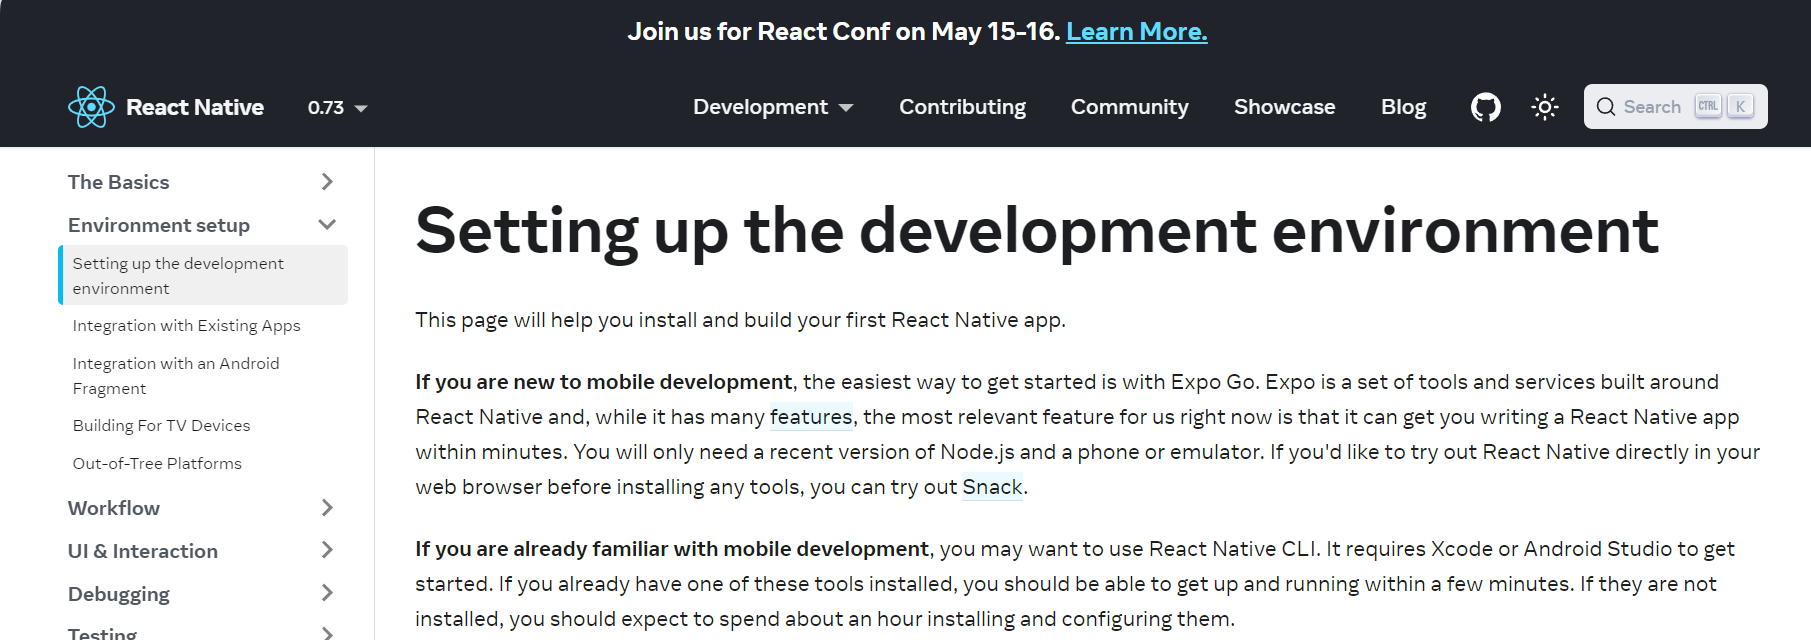 Join us for React Conf on May 15-16. Learn More.
React Native
0.73
Development
Contributing
Community
Showcase
Blog
Search
CTRL
K
The Basics
Environment setup
Setting up the development
environment
Integration with Existing Apps
Integration with an Android
Fragment
Building For TV Devices
Out-of-Tree Platforms
Workflow
UI & Interaction
Debugging
Testing
Setting up the development environment
This page will help you install and build your first React Native app.
If you are new to mobile development, the easiest way to get started is with Expo Go. Expo is a set of tools and services built around
React Native and, while it has many features, the most relevant feature for us right now is that it can get you writing a React Native app
within minutes. You will only need a recent version of Node.js and a phone or emulator. If you'd like to try out React Native directly in your
web browser before installing any tools, you can try out Snack.
If you are already familiar with mobile development, you may want to use React Native CLI. It requires Xcode or Android Studio to get
started. If you already have one of these tools installed, you should be able to get up and running within a few minutes. If they are not
installed, you should expect to spend about an hour installing and configuring them.